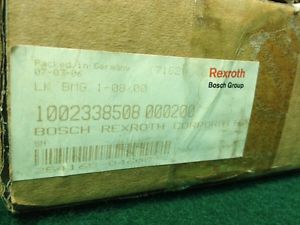 Packed in Germany
07-03-06
Rexroth
Bosch Group
LK BMG 1-08/00
1002338508 000200
BOSCH REXROTH CORPORATION
SN